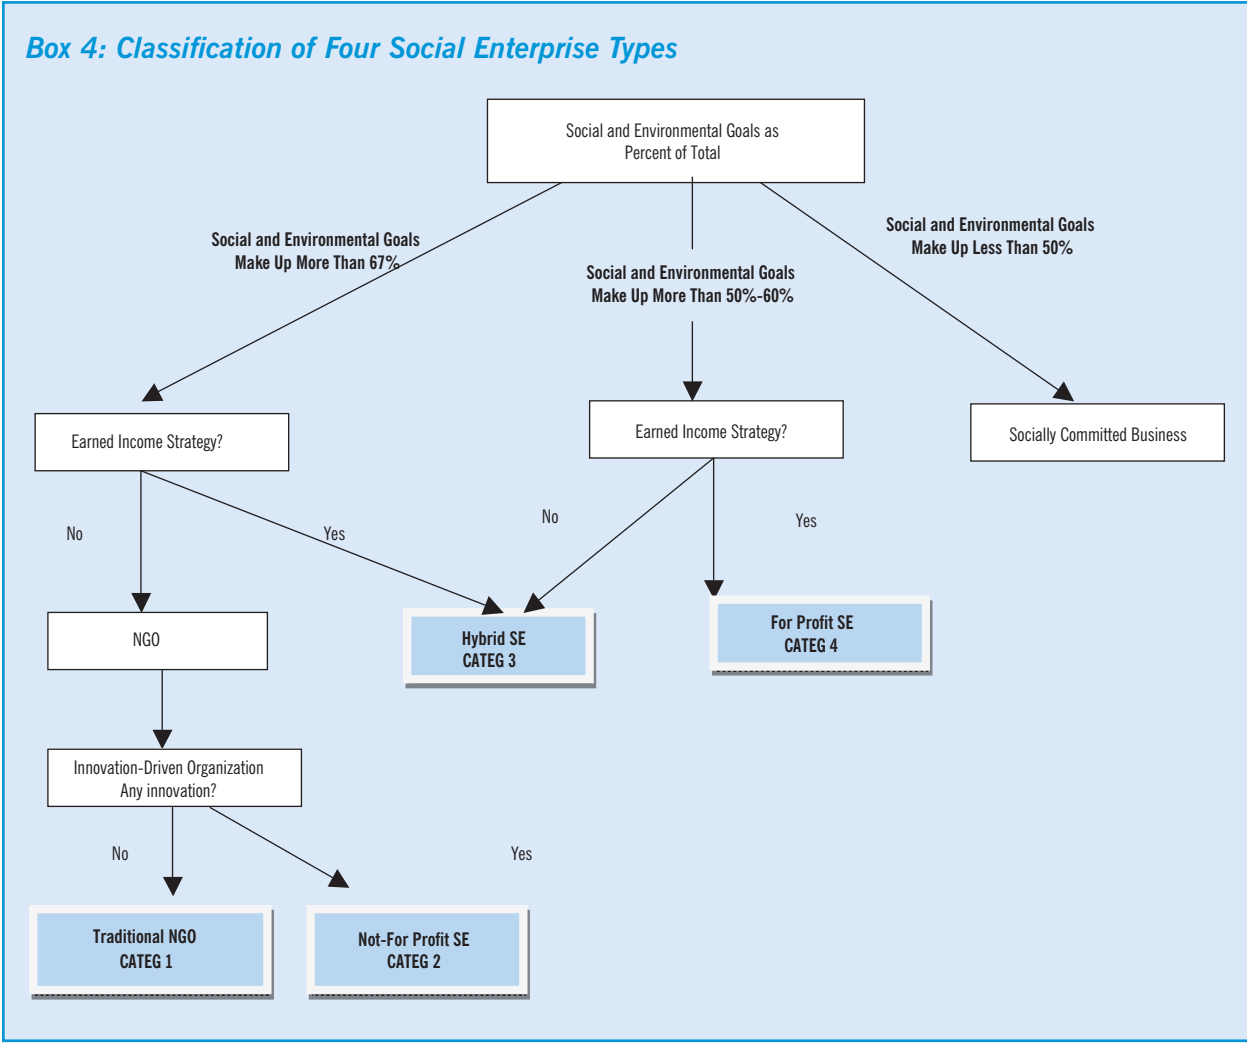 Box 4: Classification of Four Social Enterprise Types
Social and Environmental Goals as
Percent of Total
Social and Environmental Goals
Make Up More Than 67%
Social and Environmental Goals
Make Up More Than 50%-60%
Social and Environmental Goals
Make Up Less Than 50%
Earned Income Strategy?
Earned Income Strategy?
Socially Committed Business
No
Yes
No
Yes
NGO
Hybrid SE
CATEG 3
For Profit SE
CATEG 4
Innovation-Driven Organization
Any innovation?
No
Yes
Traditional NGO
CATEG 1
Not-For Profit SE
CATEG 2